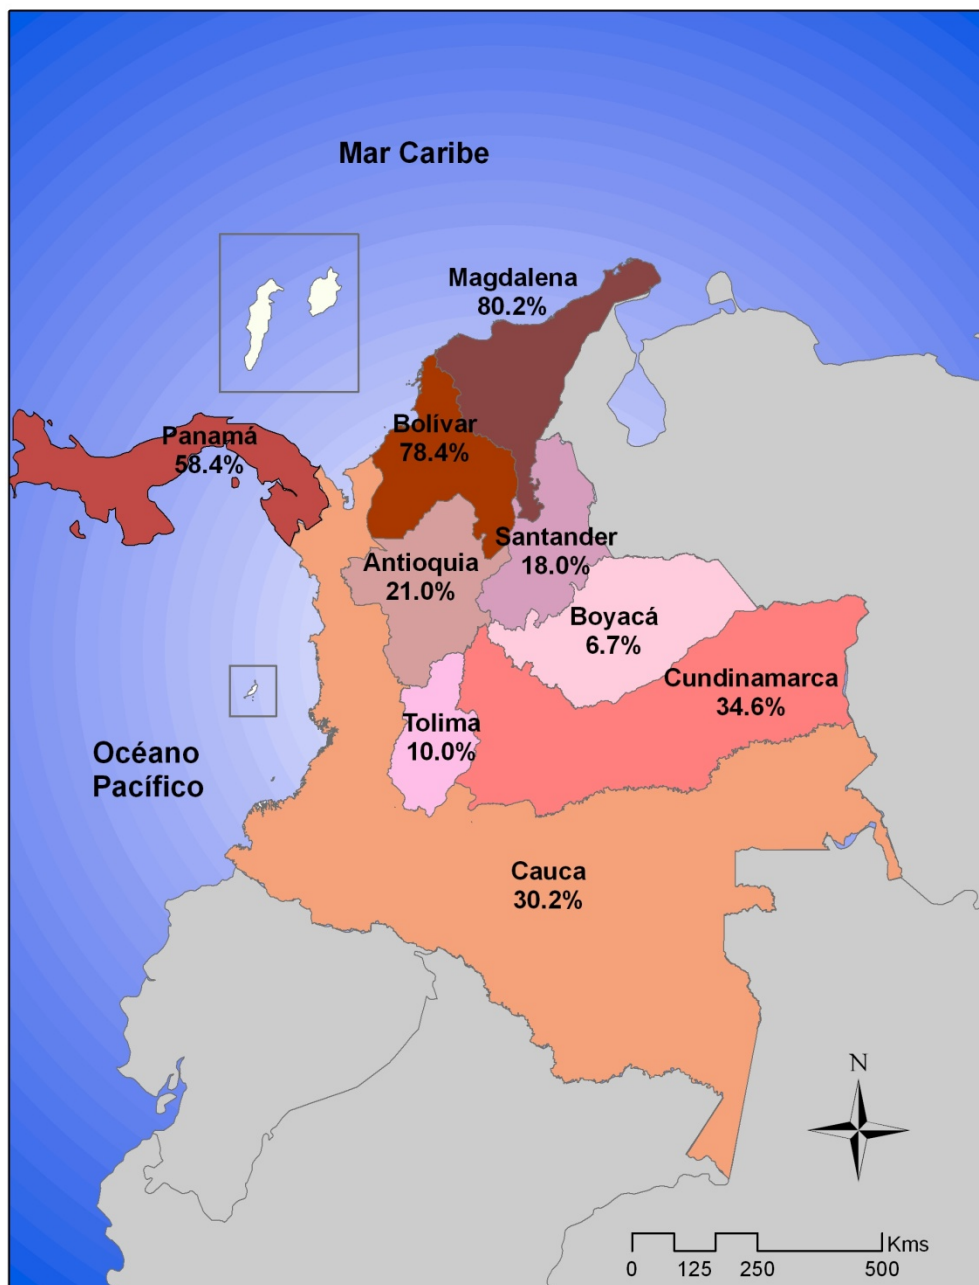 Mar Caribe
Magdalena
80.2%
Panamá
58.4%
Bolívar
78.4%
Antioquia
21.0%
Santander
18.0%
Boyacá
6.7%
Cundinamarca
34.6%
Tolima
10.0%
Océano
Pacífico
Cauca
30.2%
N
Kms
0 125 250 500